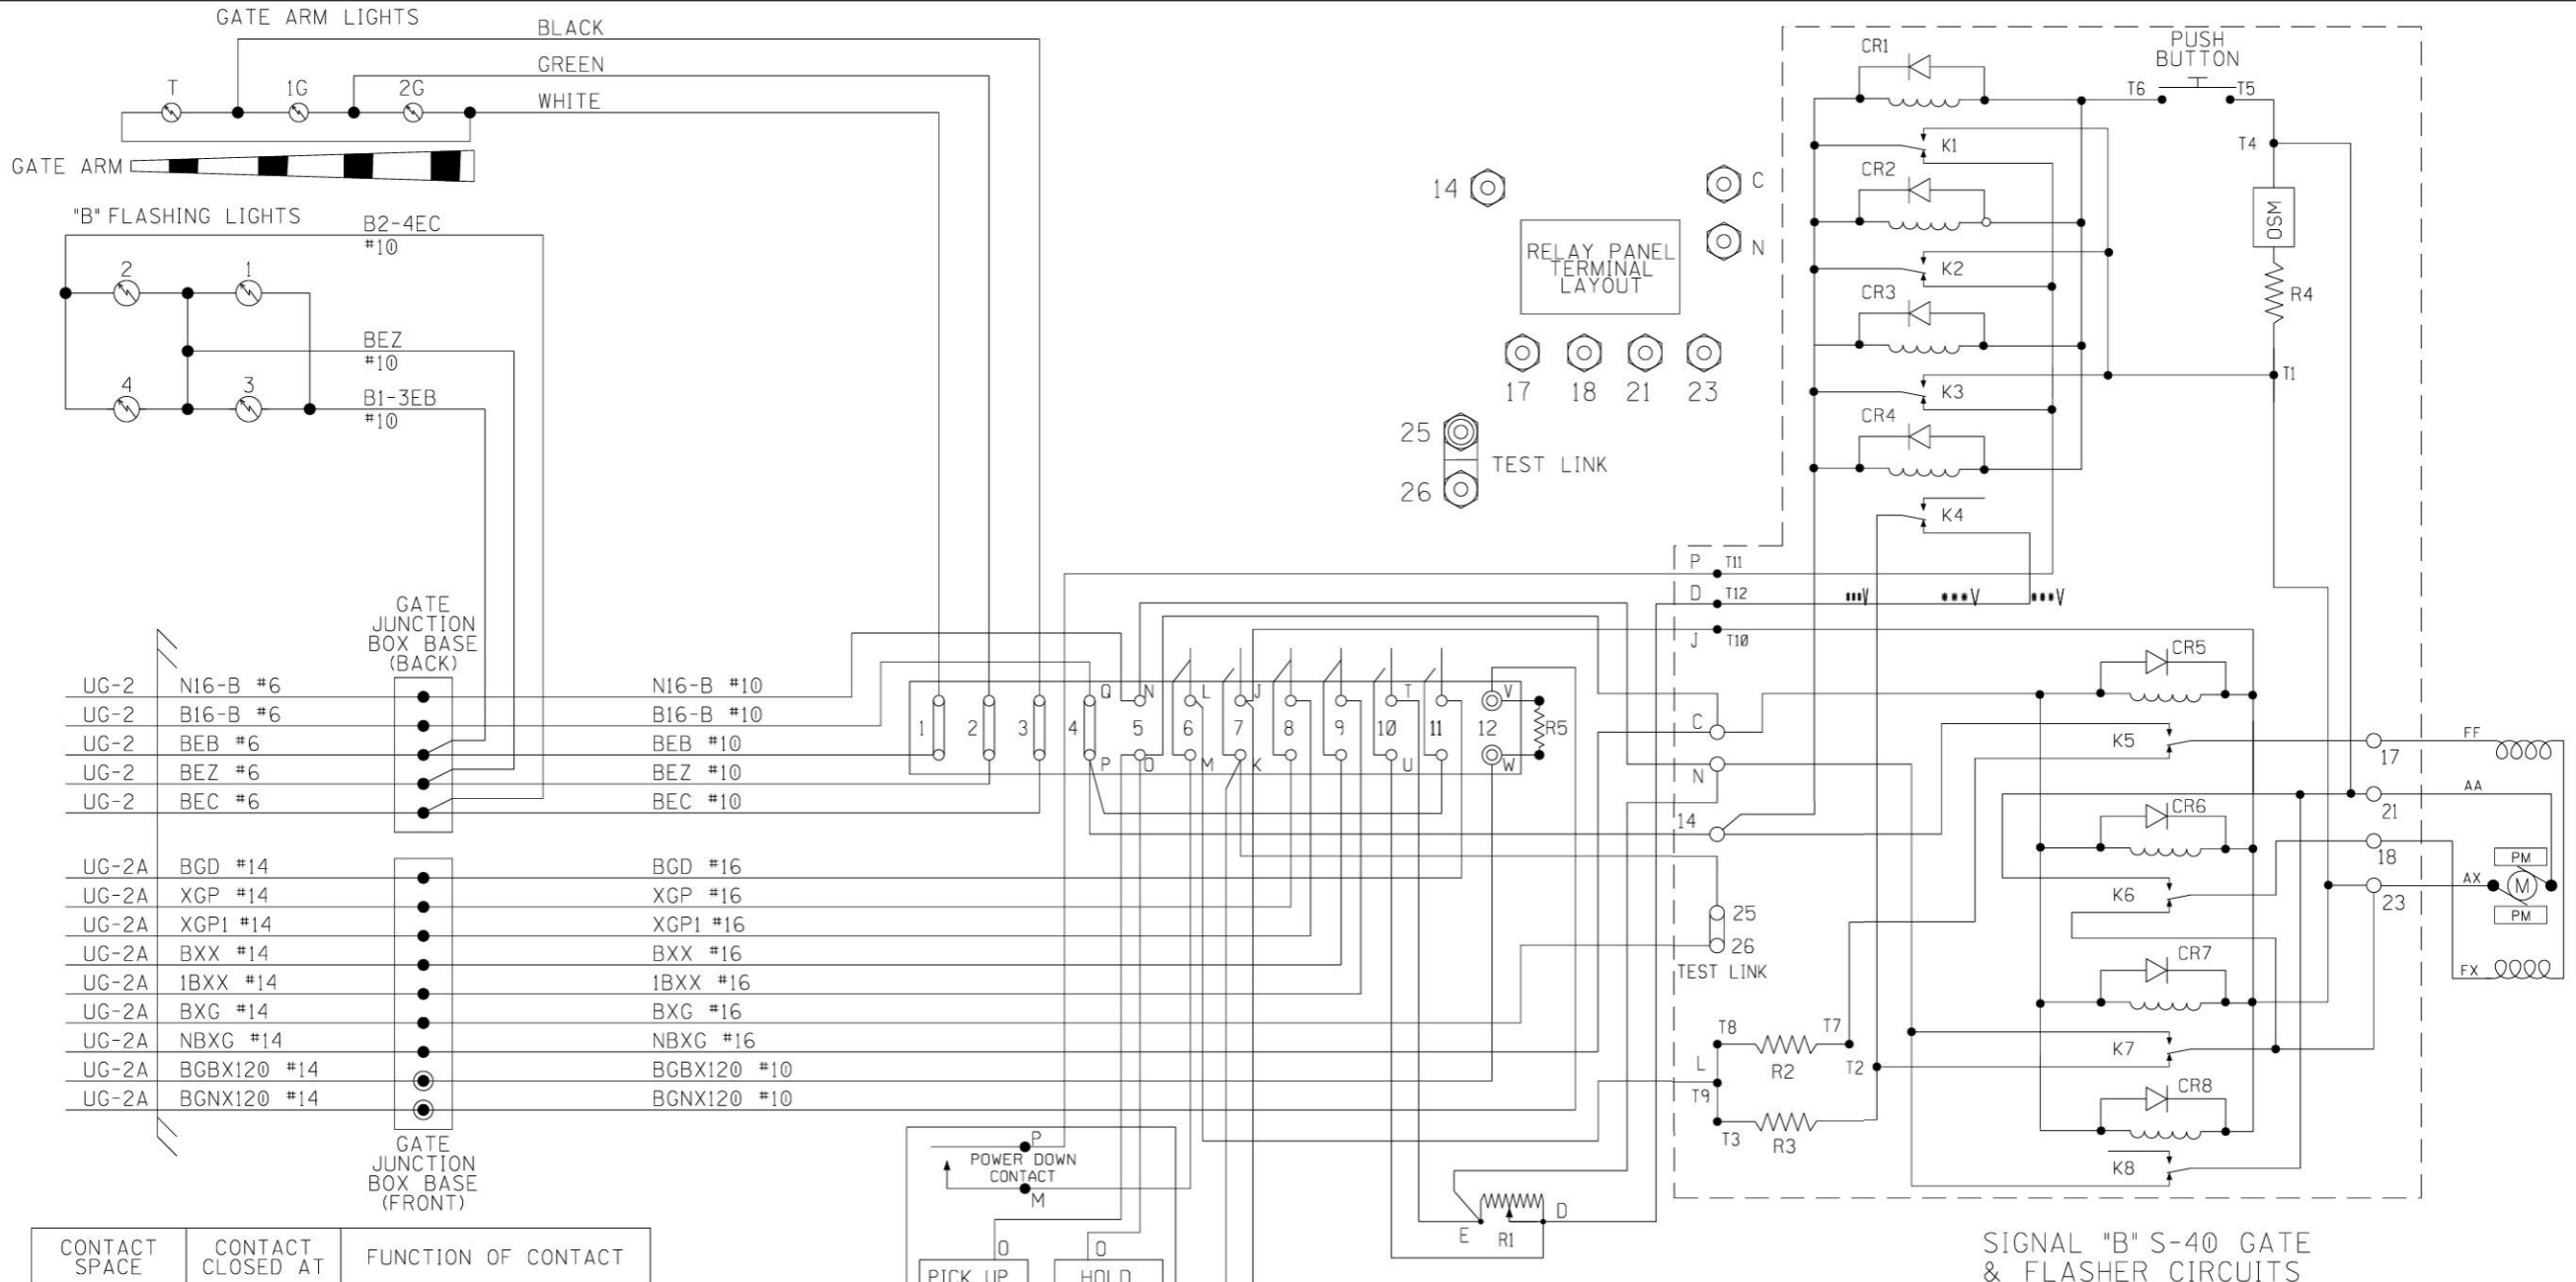 GATE ARM LIGHTS
BLACK
GREEN
WHITE
T
1G
2G
GATE ARM
"B" FLASHING LIGHTS
B2-4EC
#10
2
1
BEZ
#10
4
3
B1-3EB
#10
14
C
N
RELAY PANEL
TERMINAL
LAYOUT
17
18
21
23
25
26
TEST LINK
CR1
K1
CR2
K2
CR3
K3
CR4
K4
PUSH
BUTTON
T6
T5
T4
OSM
R4
T1
P
T11
D
T12
J
T10
***V
***V
GATE
JUNCTION
BOX BASE
(BACK)
UG-2 N16-B #6 N16-B #10
UG-2 B16-B #6 B16-B #10
UG-2 BEB #6 BEB #10
UG-2 BEZ #6 BEZ #10
UG-2 BEC #6 BEC #10
UG-2A BGD #14 BGD #16
UG-2A XGP #14 XGP #16
UG-2A XGP1 #14 XGP1 #16
UG-2A BXX #14 BXX #16
UG-2A 1BXX #14 1BXX #16
UG-2A BXG #14 BXG #16
UG-2A NBXG #14 NBXG #16
UG-2A BGBX120 #14 BGBX120 #10
UG-2A BGNX120 #14 BGNX120 #10
GATE
JUNCTION
BOX BASE
(FRONT)
Q N L J T V
1 2 3 4 5 6 7 8 9 10 11 12 R5
P O M K U W
C
N
14
25
26
TEST LINK
T8
T7
R2
L
T9
T2
T3
R3
CR5
K5
CR6
K6
CR7
K7
CR8
K8
17
21
18
23
FF
AA
AX
FX
PM
M
PM
P
POWER DOWN
CONTACT
M
O
O
PICK UP
HOLD
E
R1
D
CONTACT
SPACE
CONTACT
CLOSED AT
FUNCTION OF CONTACT
SIGNAL "B" S-40 GATE
& FLASHER CIRCUITS